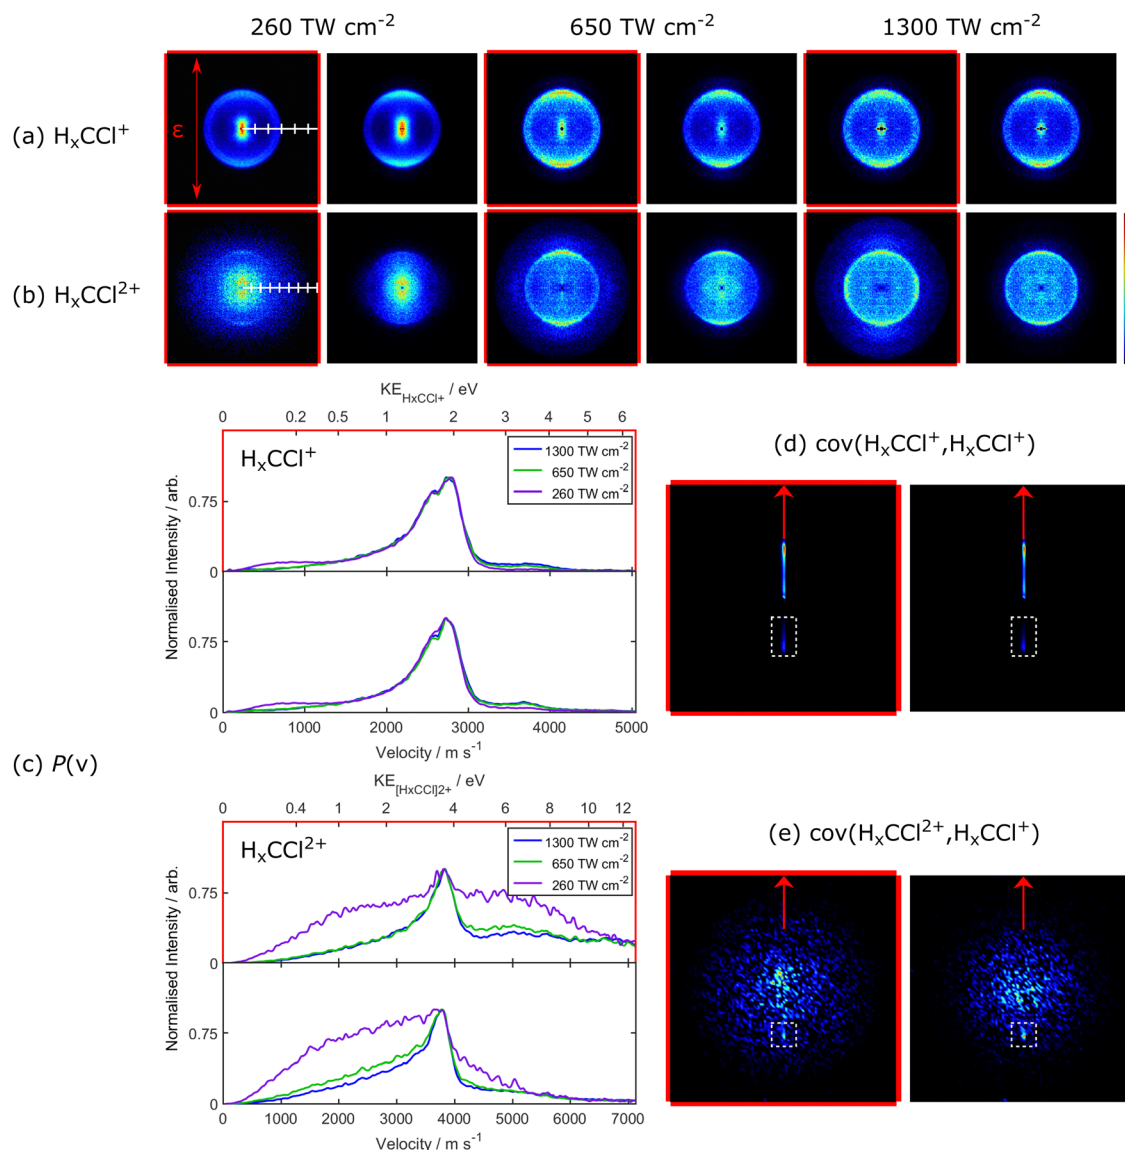 260 TW cm⁻² 650 TW cm⁻² 1300 TW cm⁻²
ε
(a) HₓCCl⁺
(b) HₓCCl²⁺
KE_HxCCl+ / eV
0 0.2 0.5 1 2 3 4 5 6
HₓCCl⁺
1300 TW cm⁻²
650 TW cm⁻²
260 TW cm⁻²
0.75
0
0.75
0
Normalised Intensity / arb.
0 1000 2000 3000 4000 5000
Velocity / m s⁻¹
(d) cov(HₓCCl⁺,HₓCCl⁺)
(c) P(v)
KE_[HxCCl]2+ / eV
0 0.4 1 2 4 6 8 10 12
HₓCCl²⁺
1300 TW cm⁻²
650 TW cm⁻²
260 TW cm⁻²
0.75
0
0.75
0
Normalised Intensity / arb.
0 1000 2000 3000 4000 5000 6000 7000
Velocity / m s⁻¹
(e) cov(HₓCCl²⁺,HₓCCl⁺)